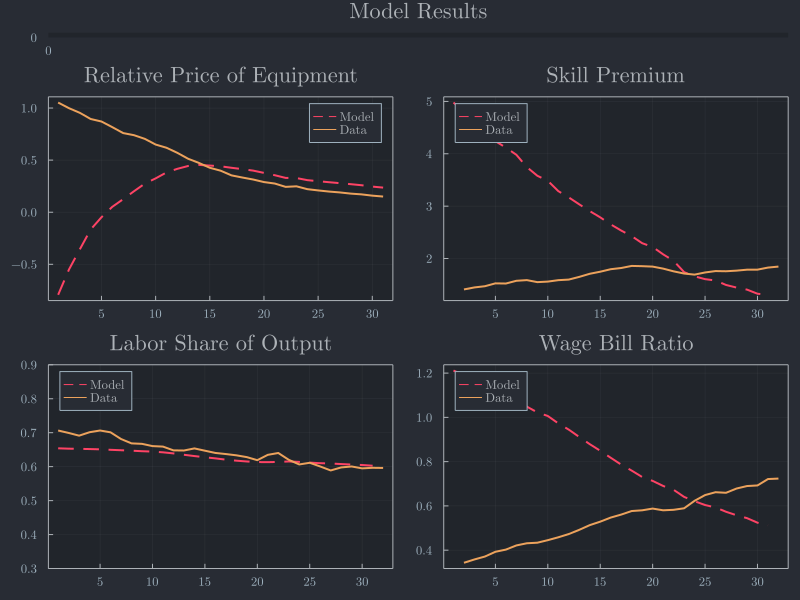 Model Results
0
0
Relative Price of Equipment
1.0
0.5
0.0
−0.5
5 10 15 20 25 30
Model
Data
Skill Premium
5
4
3
2
5 10 15 20 25 30
Model
Data
Labor Share of Output
0.9
0.8
0.7
0.6
0.5
0.4
0.3
5 10 15 20 25 30
Model
Data
Wage Bill Ratio
1.2
1.0
0.8
0.6
0.4
5 10 15 20 25 30
Model
Data